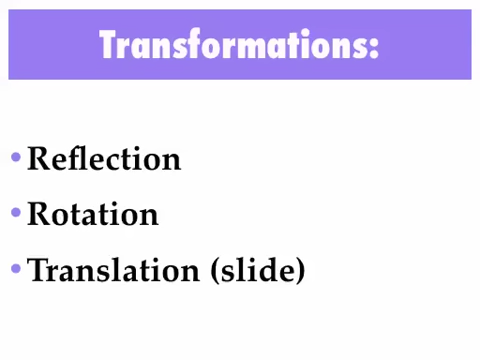 Transformations:
• Reflection
• Rotation
• Translation (slide)